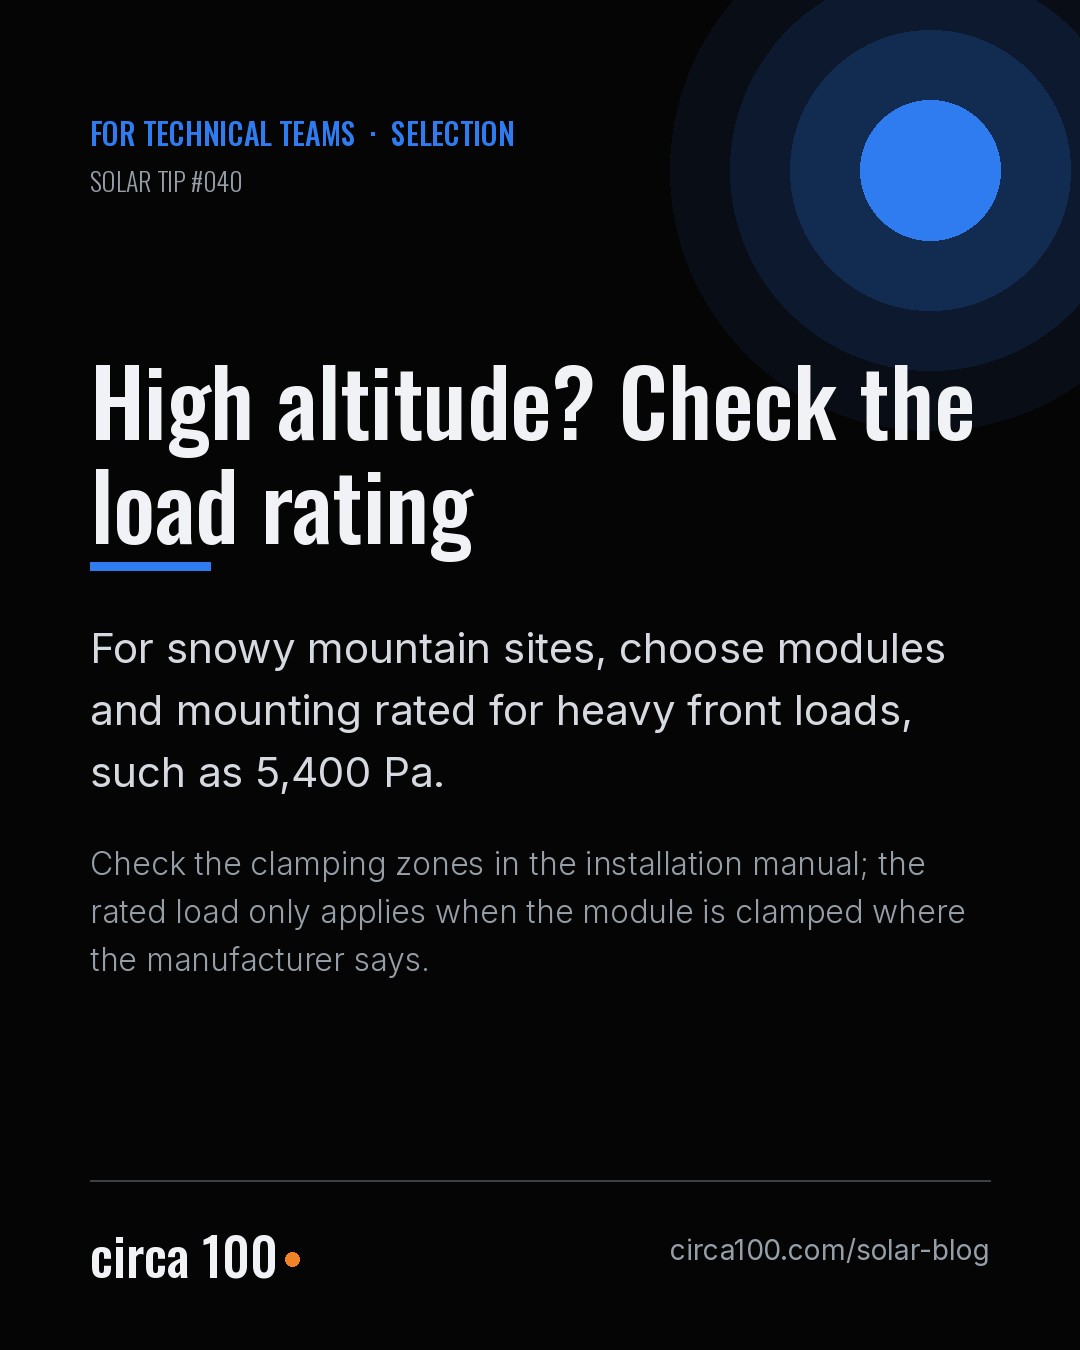 FOR TECHNICAL TEAMS · SELECTION
SOLAR TIP #040
High altitude? Check the
load rating
For snowy mountain sites, choose modules
and mounting rated for heavy front loads,
such as 5,400 Pa.
Check the clamping zones in the installation manual; the
rated load only applies when the module is clamped where
the manufacturer says.
circa 100
circa100.com/solar-blog